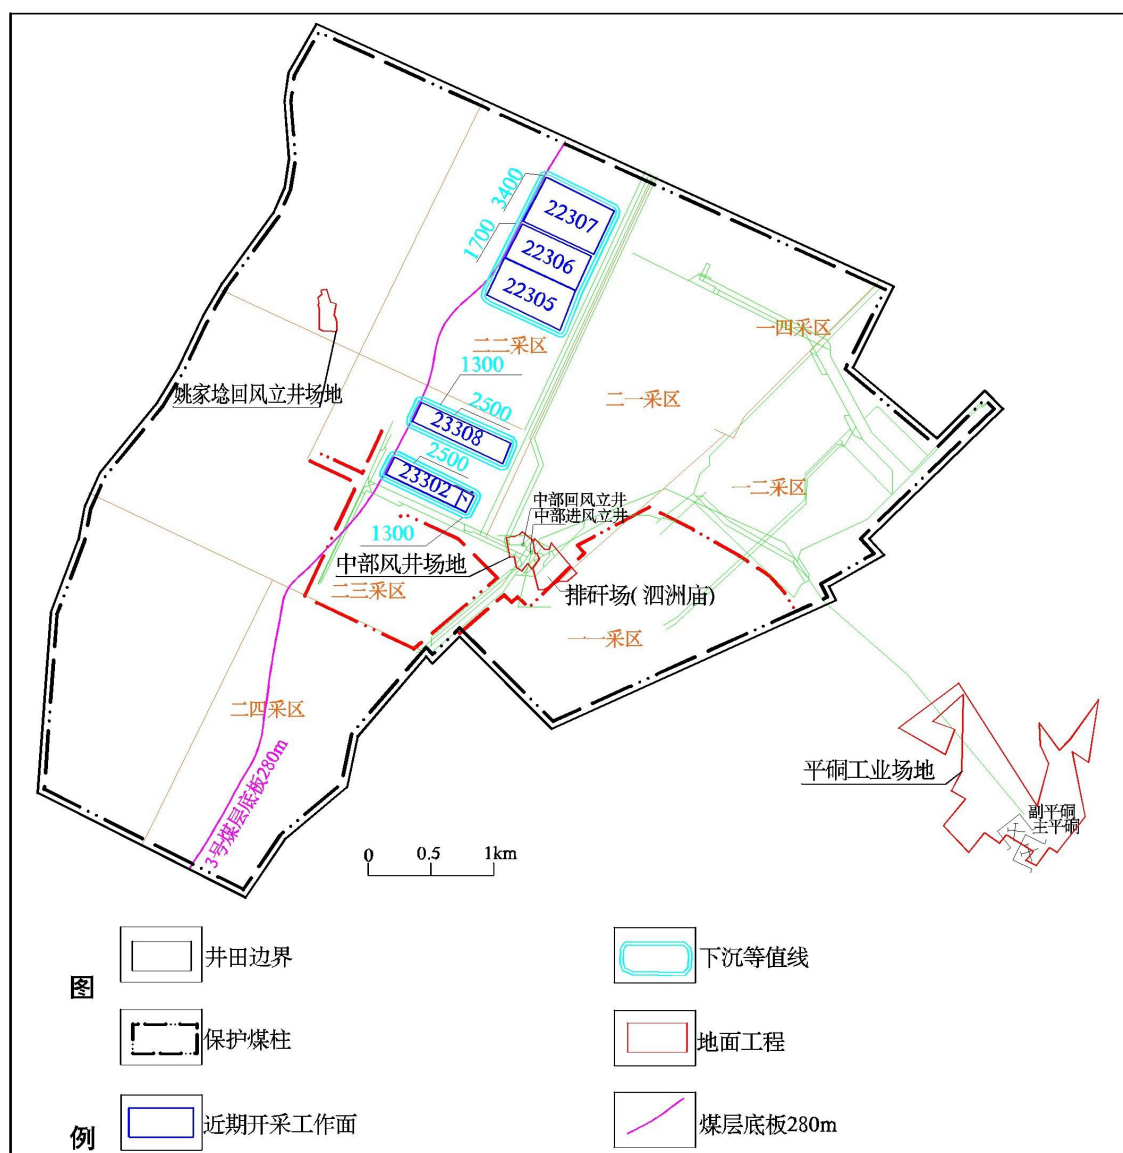 3400
22307
1700
22306
22305
一四采区
二二采区
1300
姚家埝回风立井场地
二一采区
2500
23308
2500
23302
一二采区
中部回风立井
中部进风立井
1300
中部风井场地
二三采区
排矸场(泗洲庙)
一一采区
二四采区
3号煤层底板280m
平硐工业场地
副平硐
主平硐
0 0.5 1km
图例
井田边界
下沉等值线
保护煤柱
地面工程
近期开采工作面
煤层底板280m